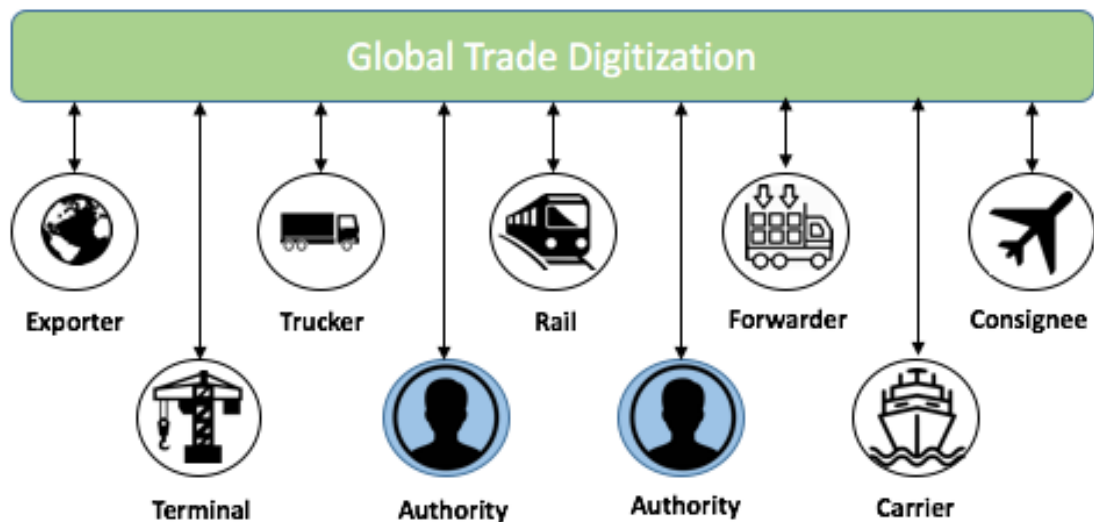 Global Trade Digitization
Exporter
Trucker
Rail
Forwarder
Consignee
Terminal
Authority
Authority
Carrier